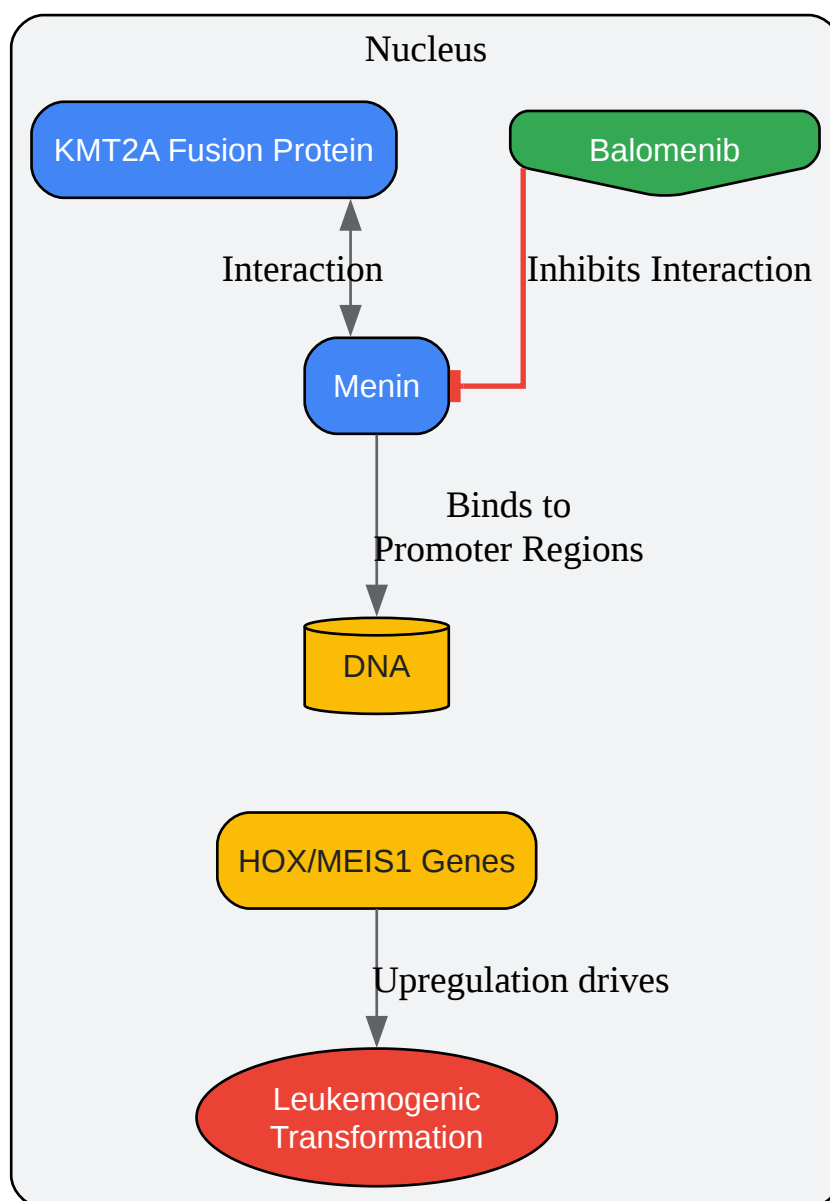 Nucleus
KMT2A Fusion Protein
Balomenib
Interaction
Inhibits Interaction
Menin
Binds to
Promoter Regions
DNA
HOX/MEIS1 Genes
Upregulation drives
Leukemogenic
Transformation